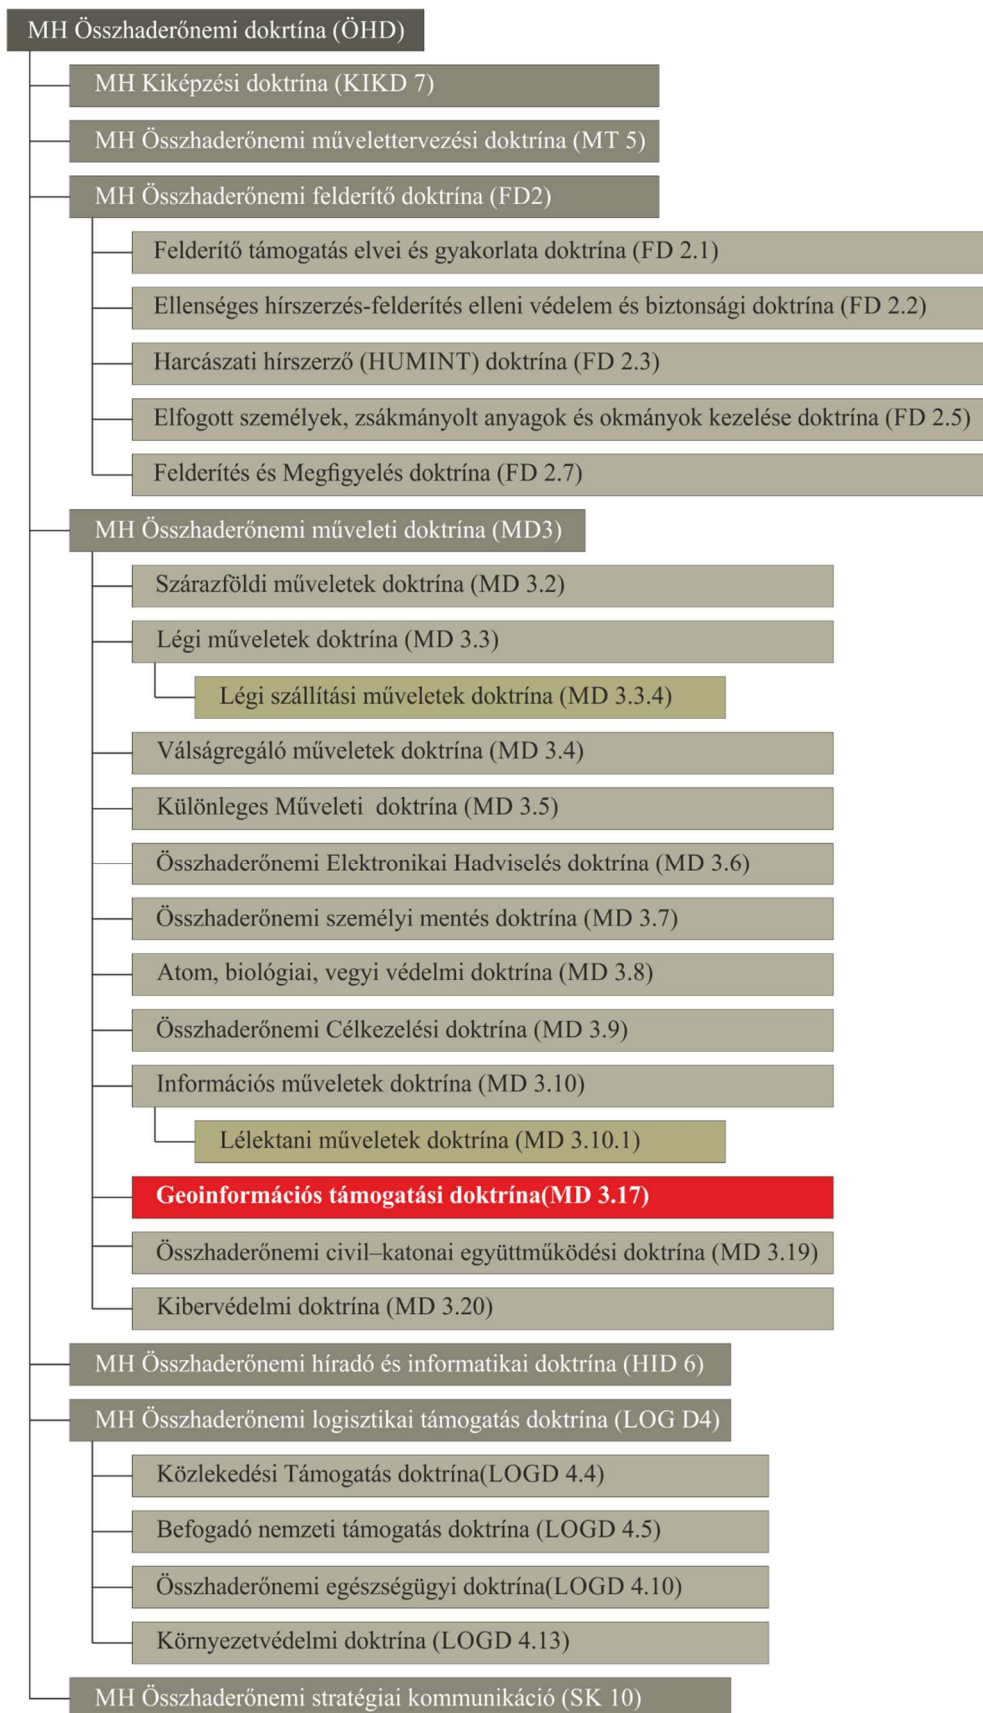 MH Összhaderőnemi dokrtína (ÖHD)
MH Kiképzési doktrína (KIKD 7)
MH Összhaderőnemi művelettervezési doktrína (MT 5)
MH Összhaderőnemi felderítő doktrína (FD2)
Felderítő támogatás elvei és gyakorlata doktrína (FD 2.1)
Ellenséges hírszerzés-felderítés elleni védelem és biztonsági doktrína (FD 2.2)
Harcászati hírszerző (HUMINT) doktrína (FD 2.3)
Elfogott személyek, zsákmányolt anyagok és okmányok kezelése doktrína (FD 2.5)
Felderítés és Megfigyelés doktrína (FD 2.7)
MH Összhaderőnemi műveleti doktrína (MD3)
Szárazföldi műveletek doktrína (MD 3.2)
Légi műveletek doktrína (MD 3.3)
Légi szállítási műveletek doktrína (MD 3.3.4)
Válságregáló műveletek doktrína (MD 3.4)
Különleges Műveleti  doktrína (MD 3.5)
Összhaderőnemi Elektronikai Hadviselés doktrína (MD 3.6)
Összhaderőnemi személyi mentés doktrína (MD 3.7)
Atom, biológiai, vegyi védelmi doktrína (MD 3.8)
Összhaderőnemi Célkezelési doktrína (MD 3.9)
Információs műveletek doktrína (MD 3.10)
Lélektani műveletek doktrína (MD 3.10.1)
Geoinformációs támogatási doktrína(MD 3.17)
Összhaderőnemi civil–katonai együttműködési doktrína (MD 3.19)
Kibervédelmi doktrína (MD 3.20)
MH Összhaderőnemi híradó és informatikai doktrína (HID 6)
MH Összhaderőnemi logisztikai támogatás doktrína (LOG D4)
Közlekedési Támogatás doktrína(LOGD 4.4)
Befogadó nemzeti támogatás doktrína (LOGD 4.5)
Összhaderőnemi egészségügyi doktrína(LOGD 4.10)
Környezetvédelmi doktrína (LOGD 4.13)
MH Összhaderőnemi stratégiai kommunikáció (SK 10)